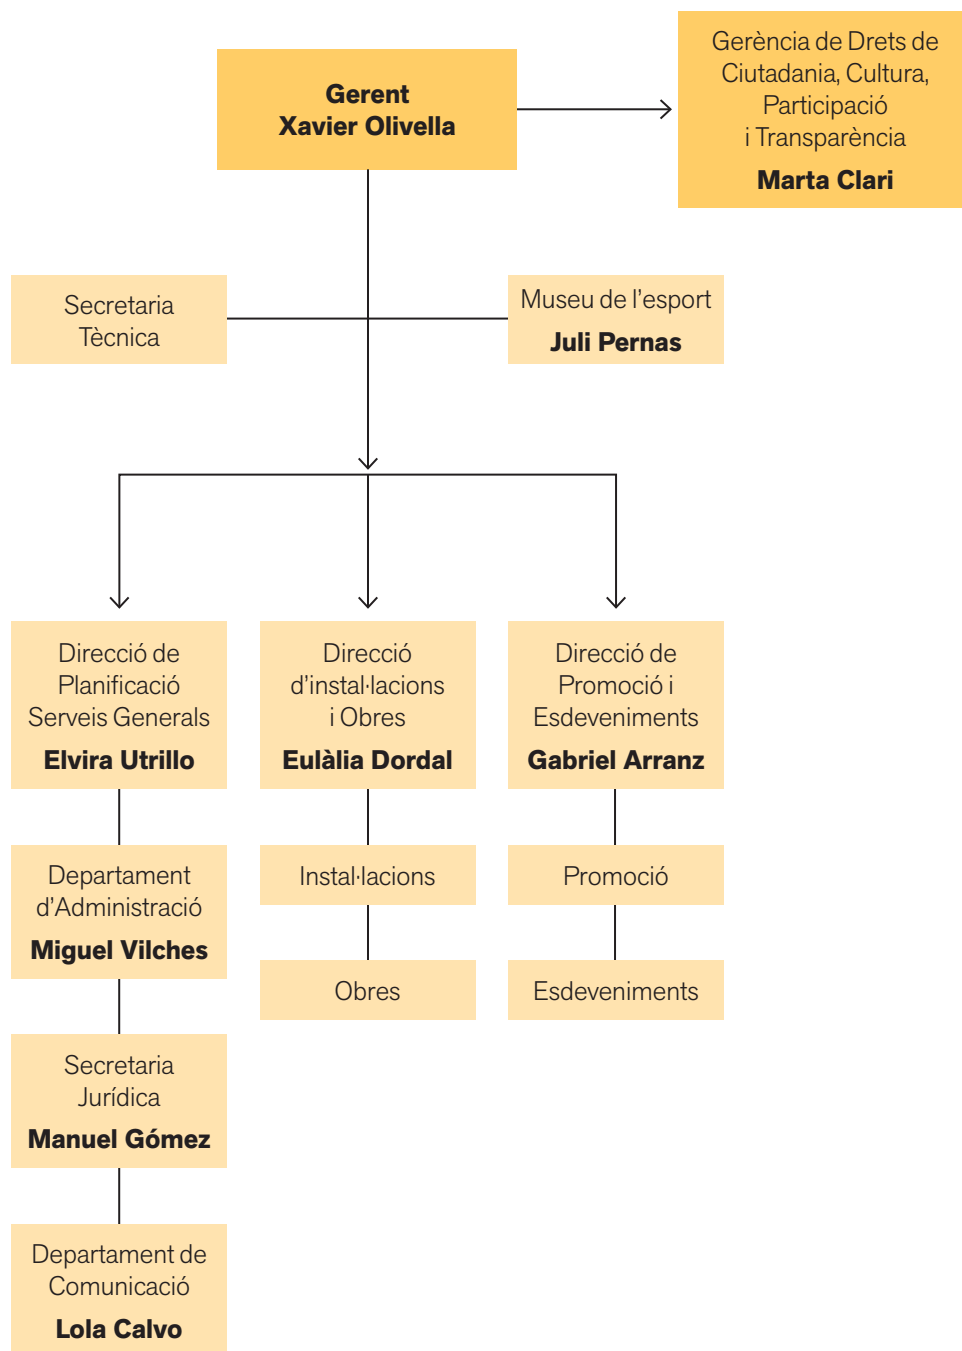 Gerent
Xavier Olivella
Gerència de Drets de
Ciutadania, Cultura,
Participació
i Transparència
Marta Clari
Secretaria
Tècnica
Museu de l’esport
Juli Pernas
Direcció de
Planificació
Serveis Generals
Elvira Utrillo
Direcció
d’instal·lacions
i Obres
Eulàlia Dordal
Direcció de
Promoció i
Esdeveniments
Gabriel Arranz
Departament
d’Administració
Miguel Vilches
Instal·lacions
Promoció
Obres
Esdeveniments
Secretaria
Jurídica
Manuel Gómez
Departament de
Comunicació
Lola Calvo